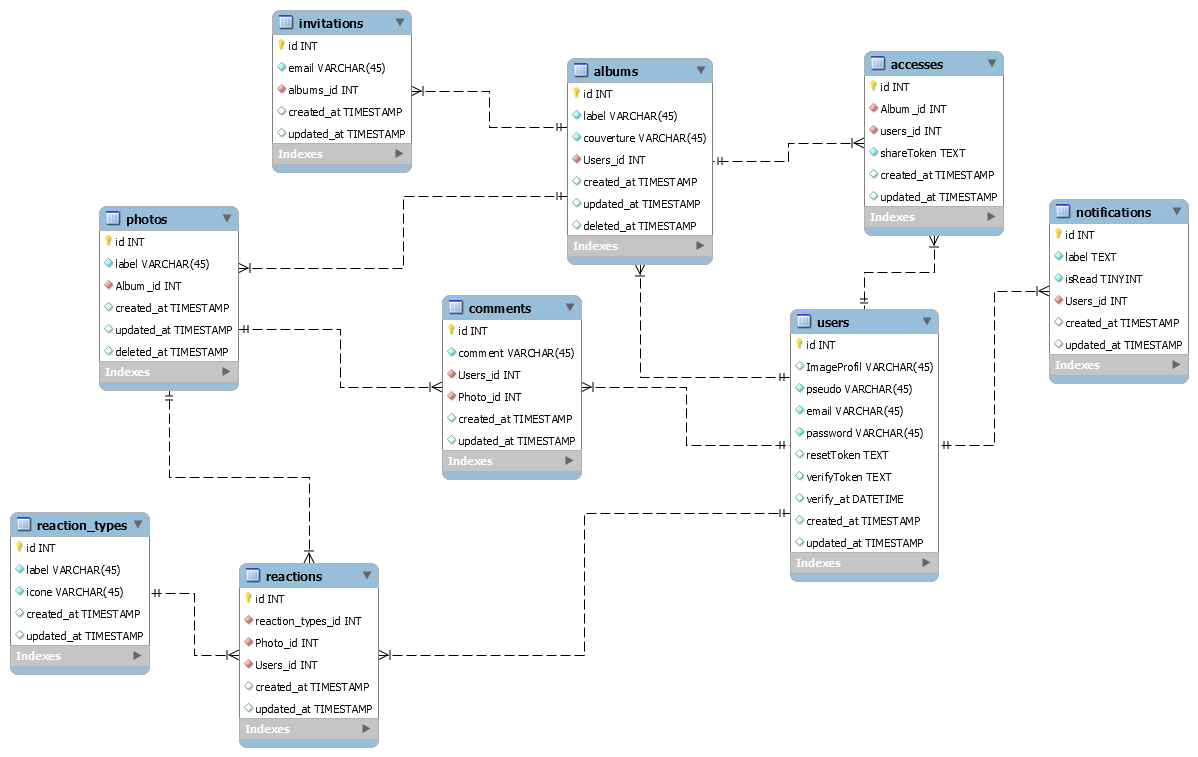 invitations
id INT
email VARCHAR(45)
albums_id INT
created_at TIMESTAMP
updated_at TIMESTAMP
Indexes
albums
id INT
label VARCHAR(45)
couverture VARCHAR(45)
Users_id INT
created_at TIMESTAMP
updated_at TIMESTAMP
deleted_at TIMESTAMP
Indexes
accesses
id INT
Album_id INT
users_id INT
shareToken TEXT
created_at TIMESTAMP
updated_at TIMESTAMP
Indexes
photos
id INT
label VARCHAR(45)
Album_id INT
created_at TIMESTAMP
updated_at TIMESTAMP
deleted_at TIMESTAMP
Indexes
notifications
id INT
label TEXT
isRead TINYINT
Users_id INT
created_at TIMESTAMP
updated_at TIMESTAMP
Indexes
comments
id INT
comment VARCHAR(45)
Users_id INT
Photo_id INT
created_at TIMESTAMP
updated_at TIMESTAMP
Indexes
users
id INT
ImageProfil VARCHAR(45)
pseudo VARCHAR(45)
email VARCHAR(45)
password VARCHAR(45)
resetToken TEXT
verifyToken TEXT
verify_at DATETIME
created_at TIMESTAMP
updated_at TIMESTAMP
Indexes
reaction_types
id INT
label VARCHAR(45)
icone VARCHAR(45)
created_at TIMESTAMP
updated_at TIMESTAMP
Indexes
reactions
id INT
reaction_types_id INT
Photo_id INT
Users_id INT
created_at TIMESTAMP
updated_at TIMESTAMP
Indexes